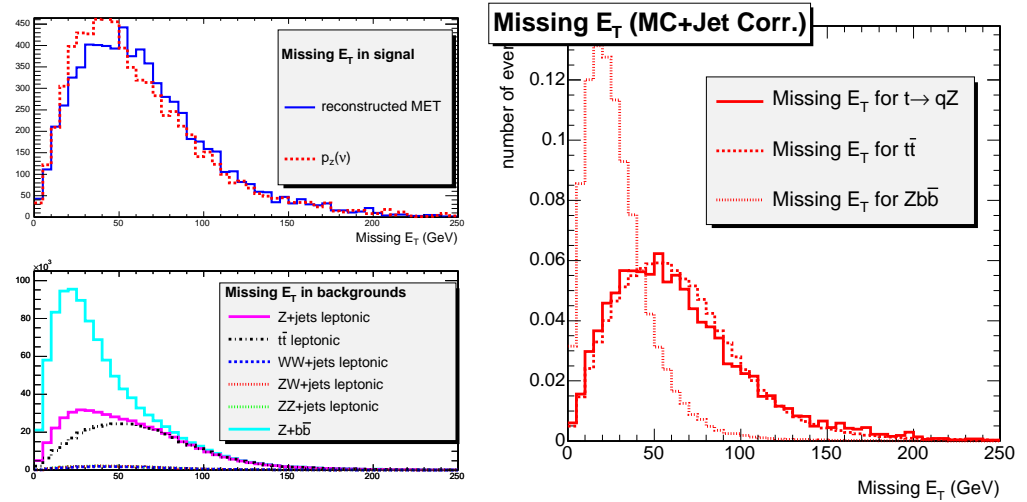 450
400
350
300
250
200
150
100
50
0
Missing E_T in signal
reconstructed MET
p_z(ν)
0 50 100 150 200 250
Missing E_T (GeV)
×10³
100
80
60
40
20
0
Missing E_T in backgrounds
Z+jets leptonic
tt̄ leptonic
WW+jets leptonic
ZW+jets leptonic
ZZ+jets leptonic
Z+bb̄
0 50 100 150 200 250
Missing E_T (MC+Jet Corr.)
number of ever
0.12
0.1
0.08
0.06
0.04
0.02
0
Missing E_T for t→ qZ
Missing E_T for tt̄
Missing E_T for Zbb̄
0 50 100 150 200 250
Missing E_T (GeV)